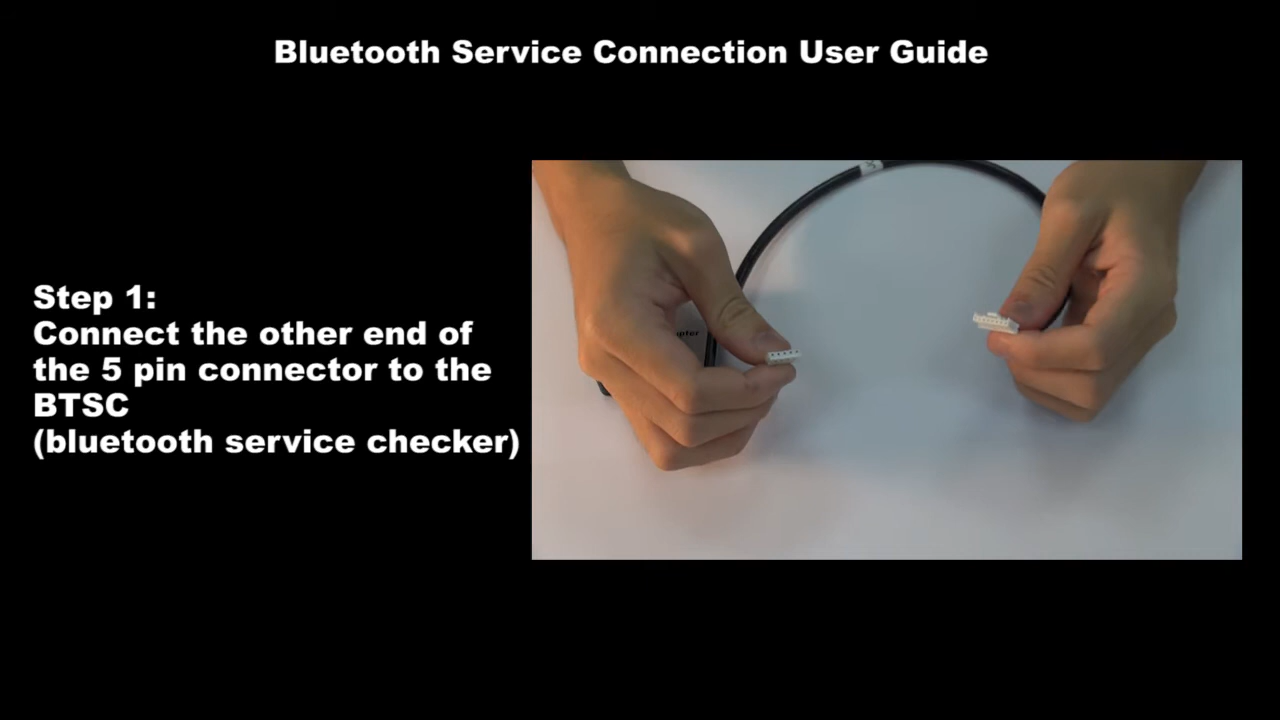 Bluetooth Service Connection User Guide
Step 1:
Connect the other end of
the 5 pin connector to the
BTSC
(bluetooth service checker)